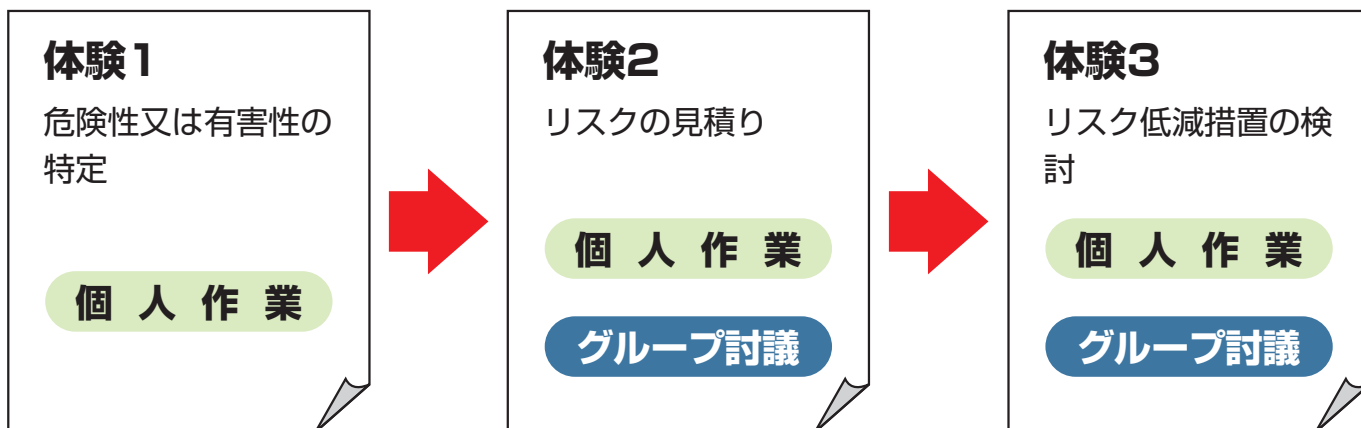 体験1
危険性又は有害性の
特定
個人作業
体験2
リスクの見積り
個人作業
グループ討議
体験3
リスク低減措置の検
討
個人作業
グループ討議